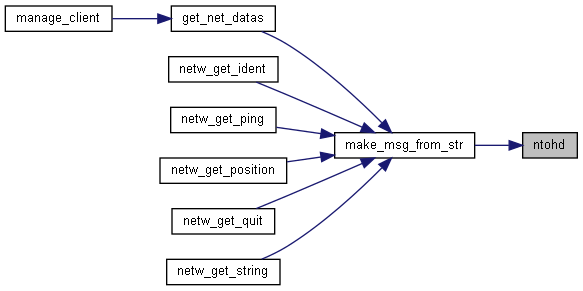 manage_client
get_net_datas
netw_get_ident
netw_get_ping
make_msg_from_str
ntohd
netw_get_position
netw_get_quit
netw_get_string